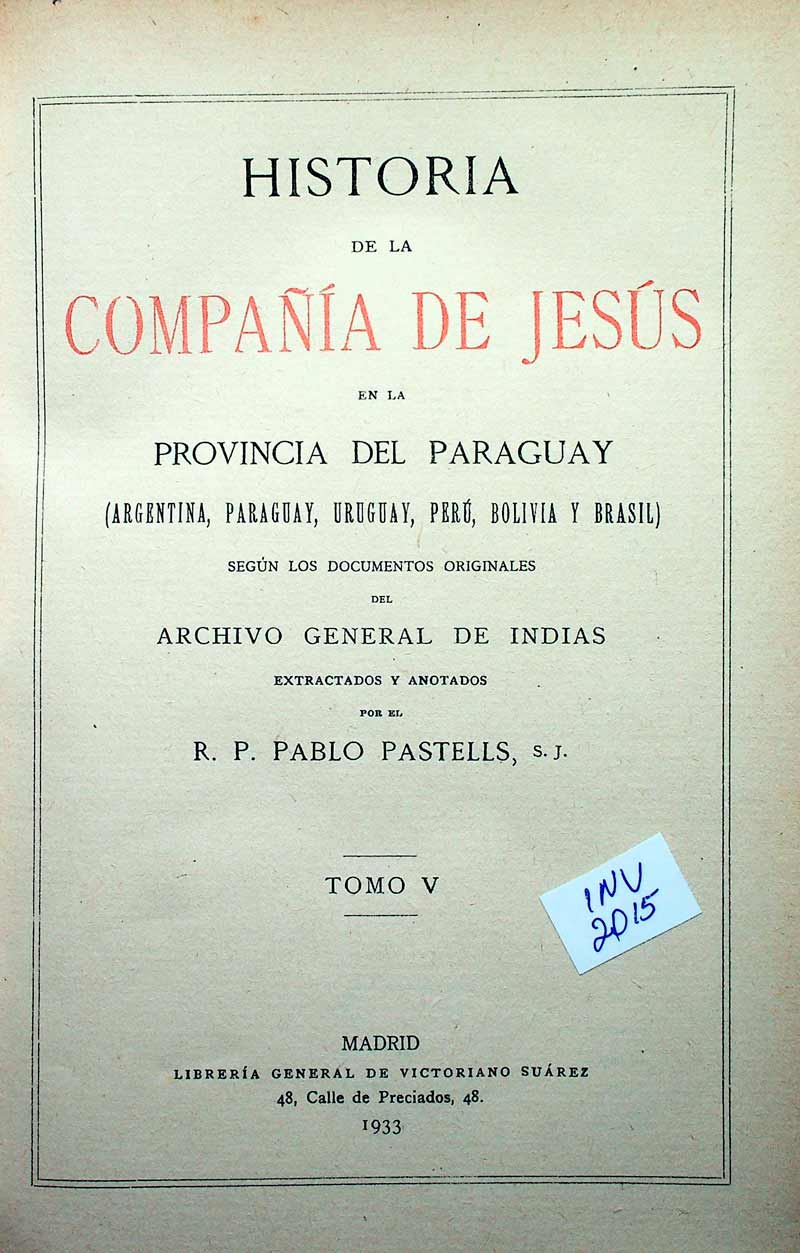 HISTORIA
DE LA
COMPAÑÍA DE JESÚS
EN LA
PROVINCIA DEL PARAGUAY
(ARGENTINA, PARAGUAY, URUGUAY, PERÚ, BOLIVIA Y BRASIL)
SEGÚN LOS DOCUMENTOS ORIGINALES
DEL
ARCHIVO GENERAL DE INDIAS
EXTRACTADOS Y ANOTADOS
POR EL
R. P. PABLO PASTELLS, S. J.
TOMO V
INV
2015
MADRID
LIBRERÍA GENERAL DE VICTORIANO SUÁREZ
48, Calle de Preciados, 48.
1933